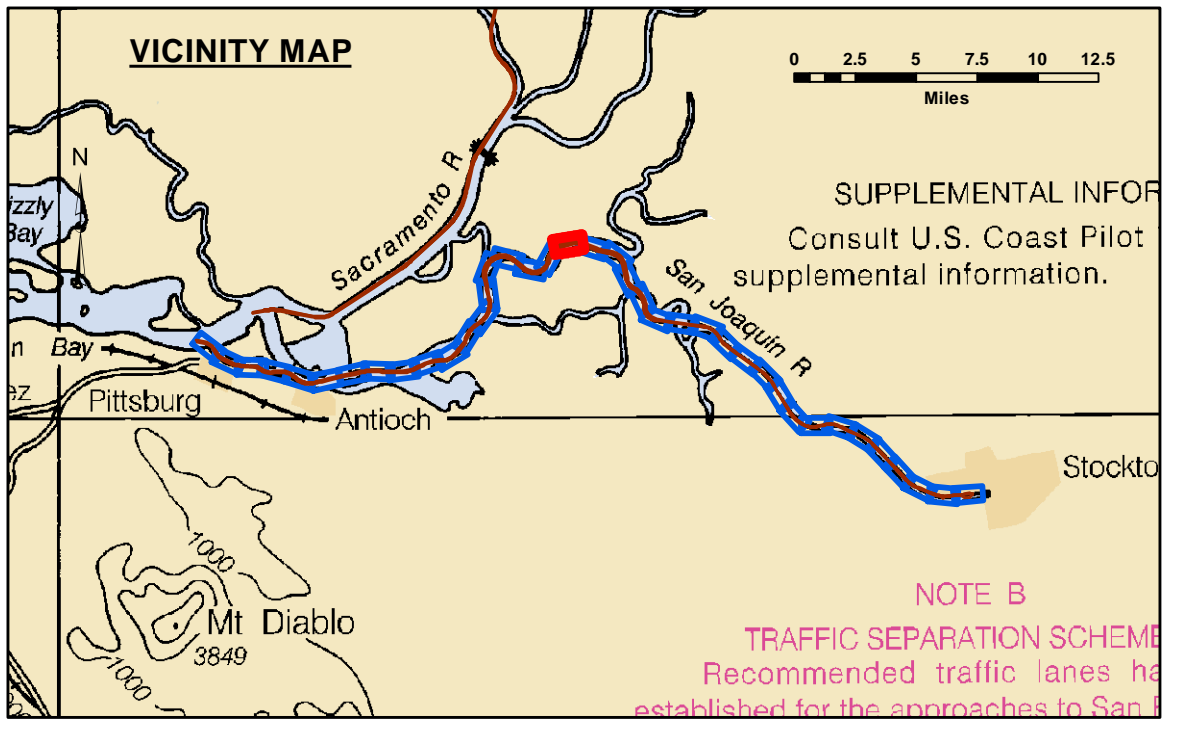 VICINITY MAP
0 2.5 5 7.5 10 12.5
Miles
N
Sacramento R
izzly
Bay
SUPPLEMENTAL INFOR
Consult U.S. Coast Pilot
supplemental information.
San Joaquin R
n Bay
ez
Pittsburg
Antioch
Stockto
1000
Mt Diablo
3849
1000
NOTE B
TRAFFIC SEPARATION SCHEME
Recommended traffic lanes ha
established for the approaches to San F